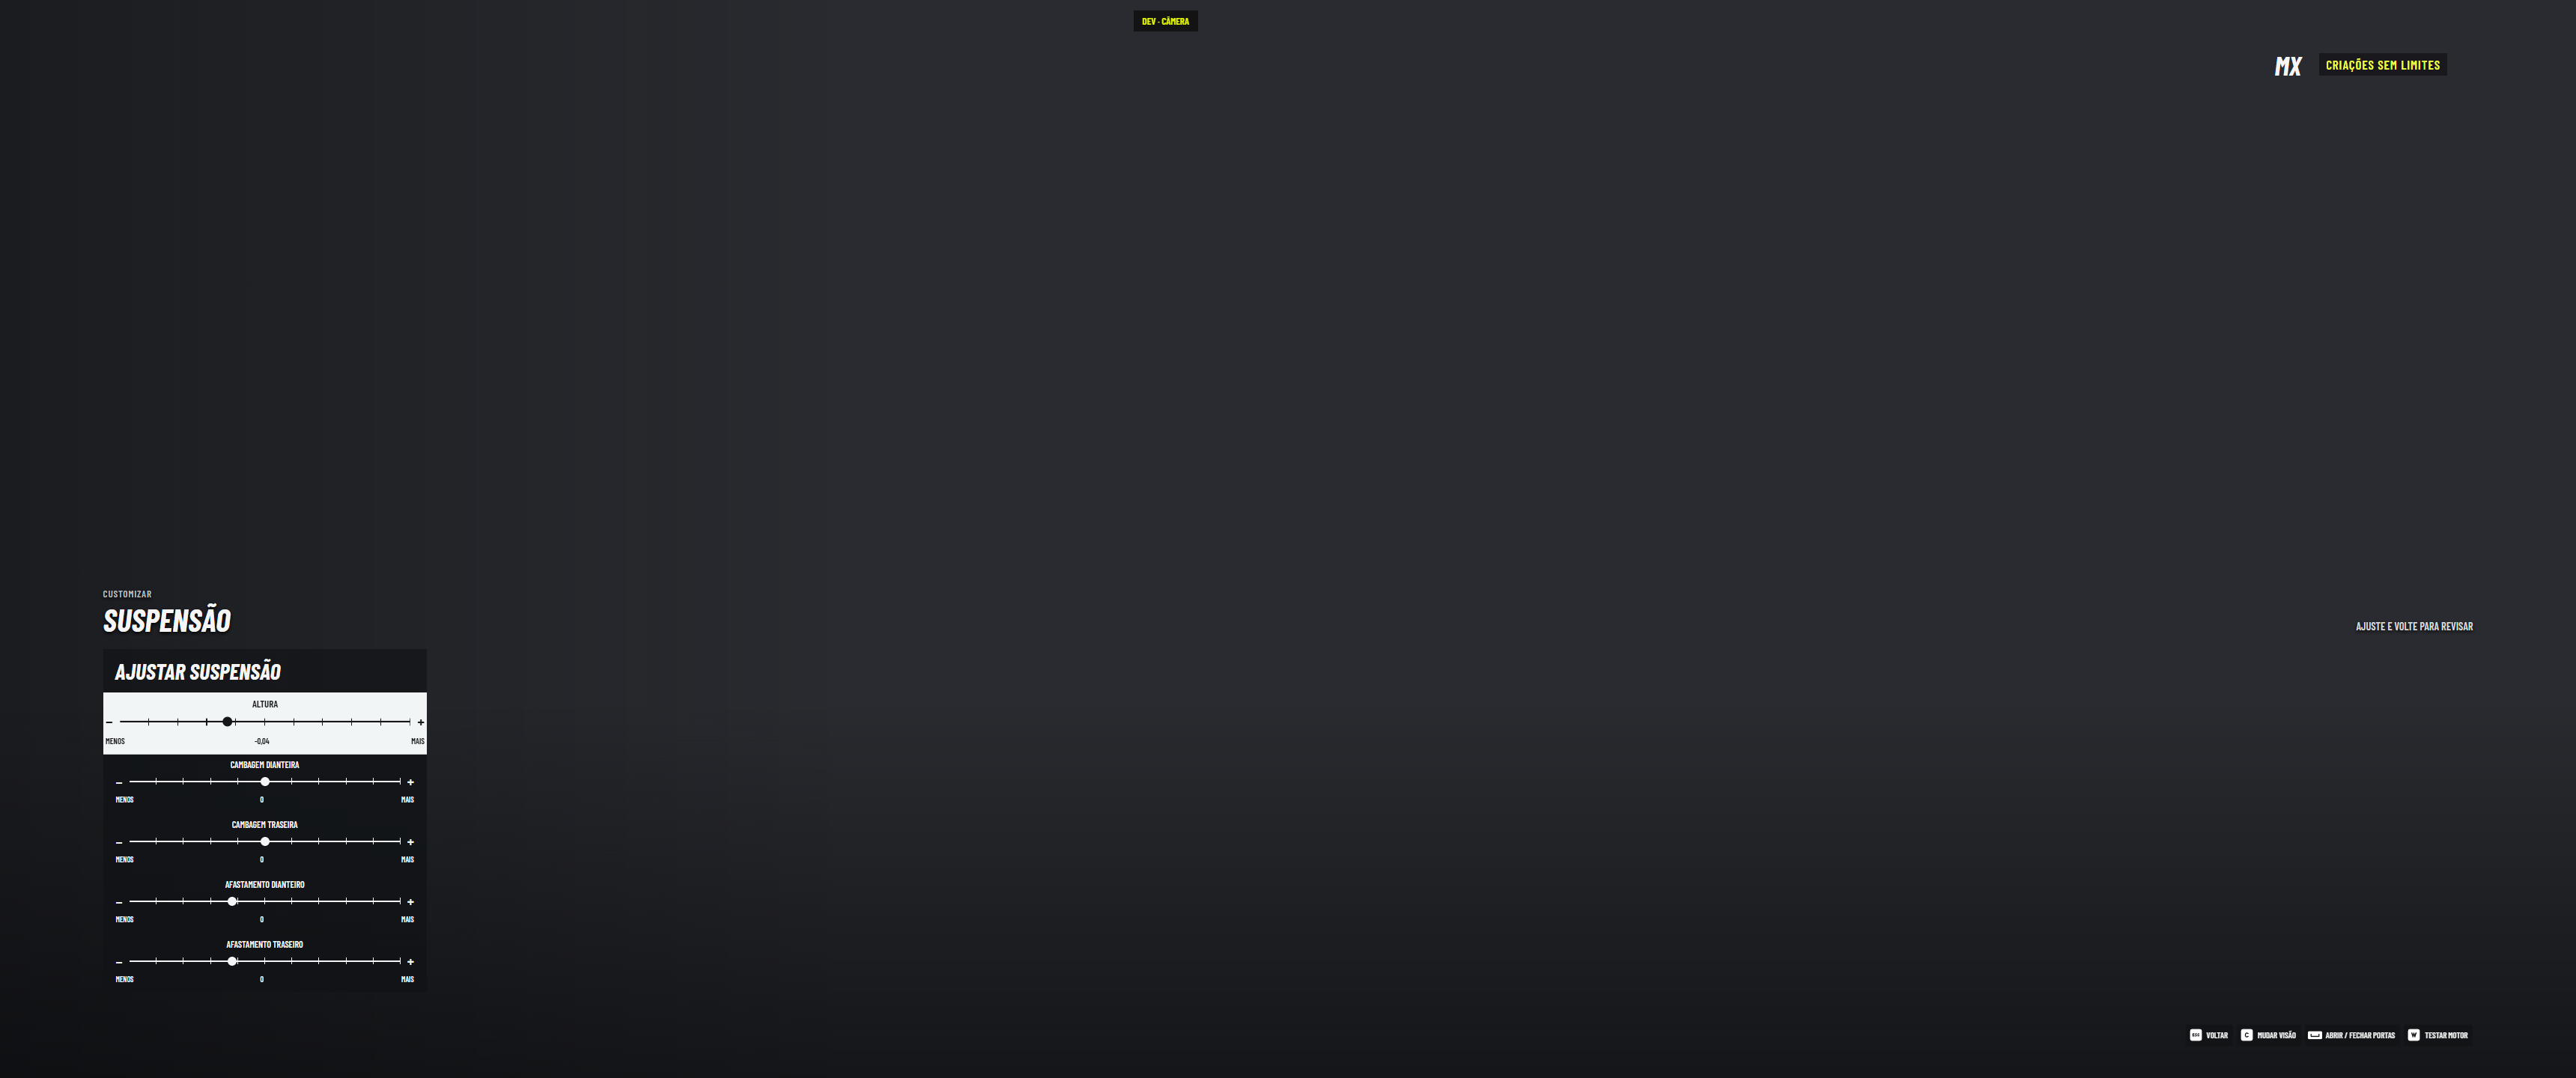 DEV - CÂMERA
MX CRIAÇÕES SEM LIMITES
CUSTOMIZAR
SUSPENSÃO
AJUSTE E VOLTE PARA REVISAR
AJUSTAR SUSPENSÃO
ALTURA
− +
MENOS -0,04 MAIS
CAMBAGEM DIANTEIRA
− +
MENOS 0 MAIS
CAMBAGEM TRASEIRA
− +
MENOS 0 MAIS
AFASTAMENTO DIANTEIRO
− +
MENOS 0 MAIS
AFASTAMENTO TRASEIRO
− +
MENOS 0 MAIS
ESC VOLTAR C MUDAR VISÃO ABRIR / FECHAR PORTAS W TESTAR MOTOR